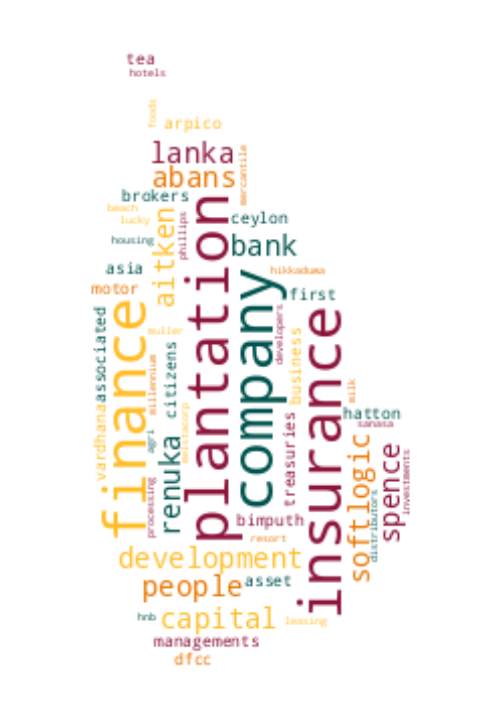 tea
hotels
foods
arpico
lanka
mercantile
abans
brokers
beach
lucky
aitken
phillips
plantation
ceylon
housing
bank
asia
hikkaduwa
motor
first
company
finance
associated
muller
developers
insurance
business
citizens
millennium
milk
vardhana
meistacorp
hatton
sanasa
agri
renuka
treasuries
softlogic
spence
investments
processing
distributors
bimputh
resort
development
people
asset
hnb
capital
leasing
managements
dfcc